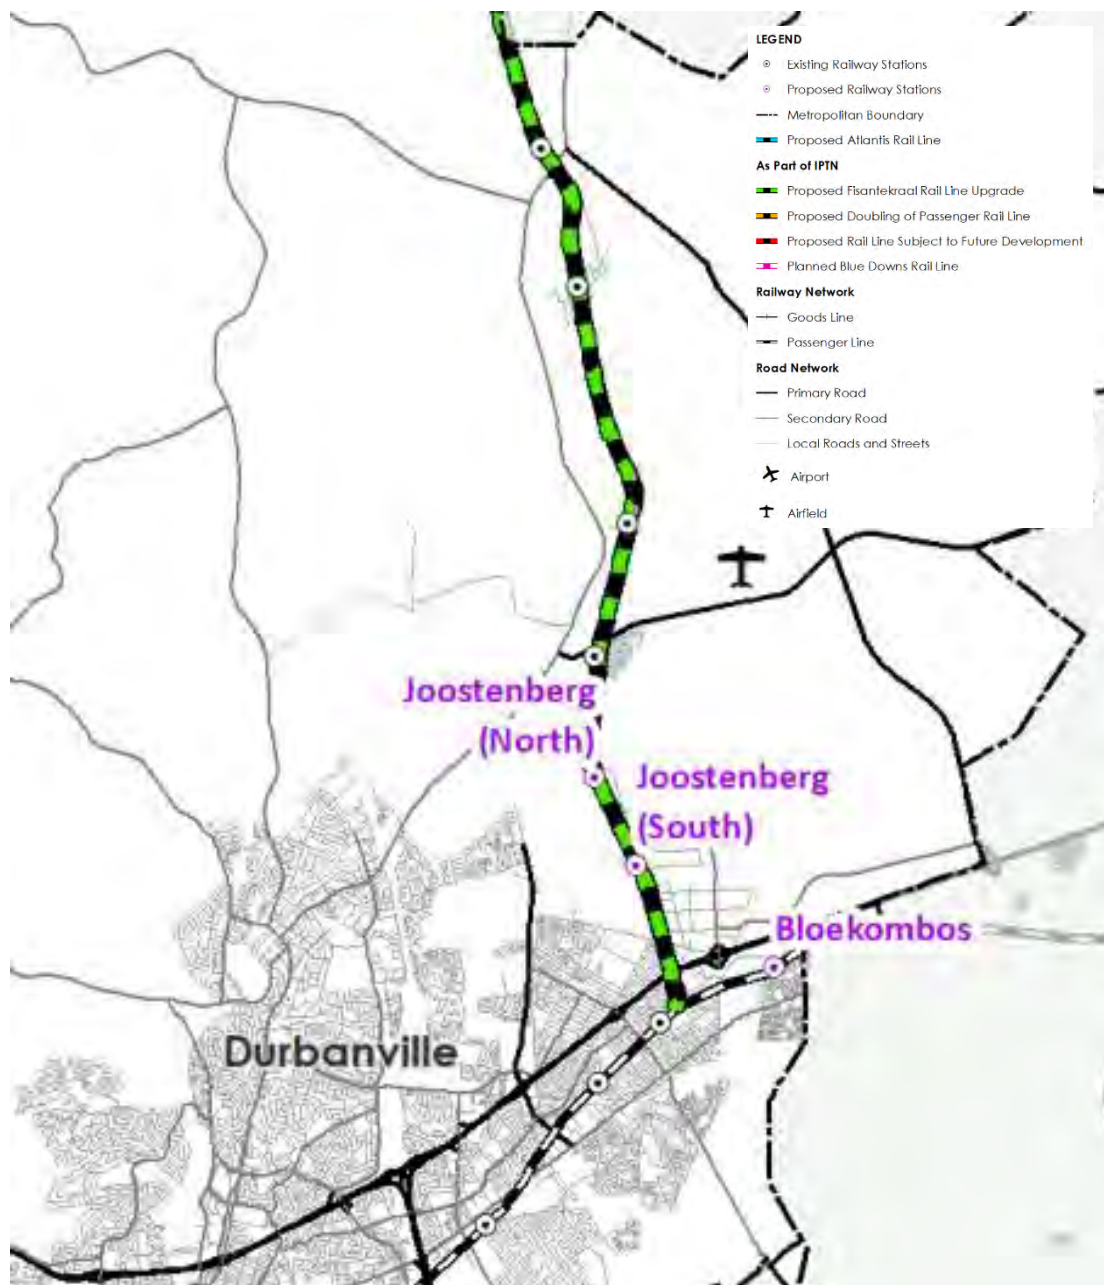 LEGEND
Existing Railway Stations
Proposed Railway Stations
Metropolitan Boundary
Proposed Atlantis Rail Line
As Part of IPTN
Proposed Fisantekraal Rail Line Upgrade
Proposed Doubling of Passenger Rail Line
Proposed Rail Line Subject to Future Development
Planned Blue Downs Rail Line
Railway Network
Goods Line
Passenger Line
Road Network
Primary Road
Secondary Road
Local Roads and Streets
Airport
Airfield
Joostenberg
(North)
Joostenberg
(South)
Bloekombos
Durbanville